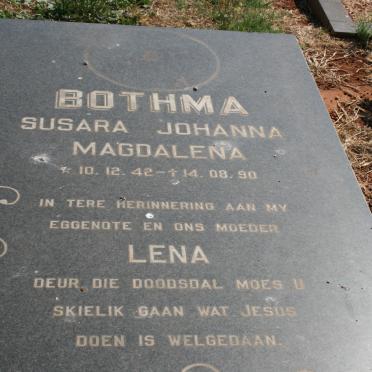 BOTHMA
SUSARA JOHANNA
MAGDALENA
* 10. 12. 42 - † 14. 08. 90
IN TERE HERINNERING AAN MY
EGGENOTE EN ONS MOEDER
LENA
DEUR DIE DOODSDAL MOES U
SKIELIK GAAN WAT JESUS
DOEN IS WELGEDAAN.